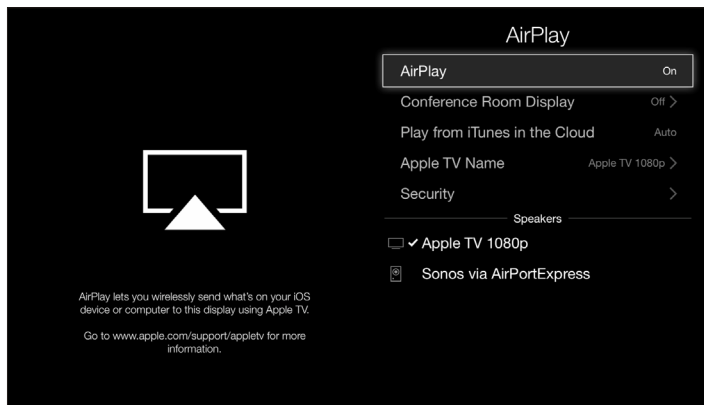 AirPlay
AirPlay On
Conference Room Display Off
Play from iTunes in the Cloud Auto
Apple TV Name Apple TV 1080p
Security
Speakers
Apple TV 1080p
Sonos via AirPortExpress
AirPlay lets you wirelessly send what's on your iOS
device or computer to this display using Apple TV.
Go to www.apple.com/support/appletv for more
information.